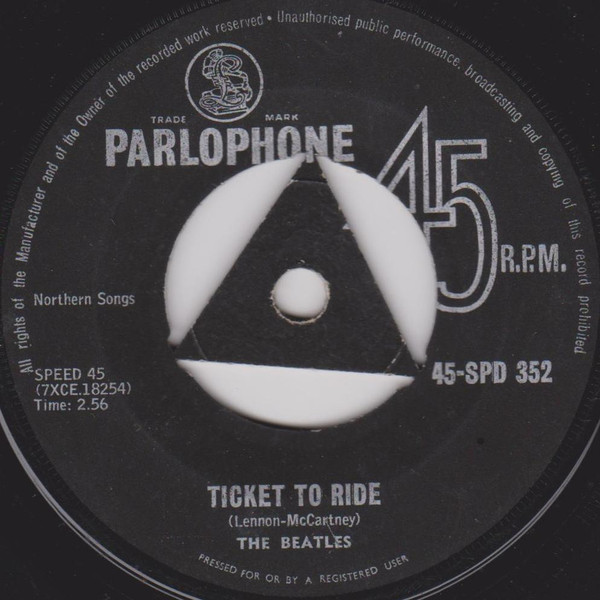 All rights of the Manufacturer and of the Owner of the recorded work reserved • Unauthorised public performance, broadcasting and copying of this record prohibited
TRADE MARK
PARLOPHONE
45
R.P.M.
Northern Songs
SPEED 45
(7XCE.18254)
Time: 2.56
45-SPD 352
TICKET TO RIDE
(Lennon-McCartney)
THE BEATLES
PRESSED FOR OR BY A REGISTERED USER